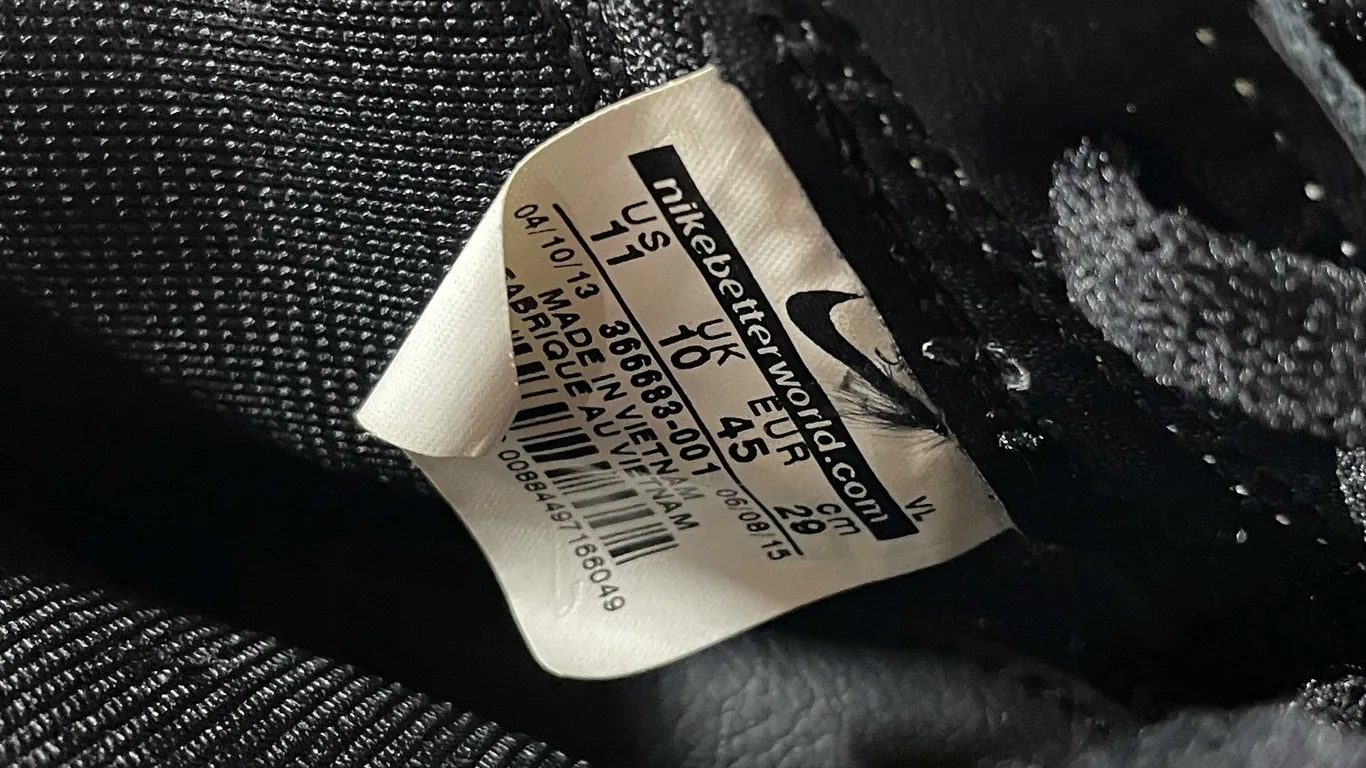 VL
nikebetterworld.com
US UK EUR cm
11 10 45 29
04/10/13 366683-001 06/08/15
MADE IN VIETNAM
FABRIQUE AU VIETNAM
00884497166049